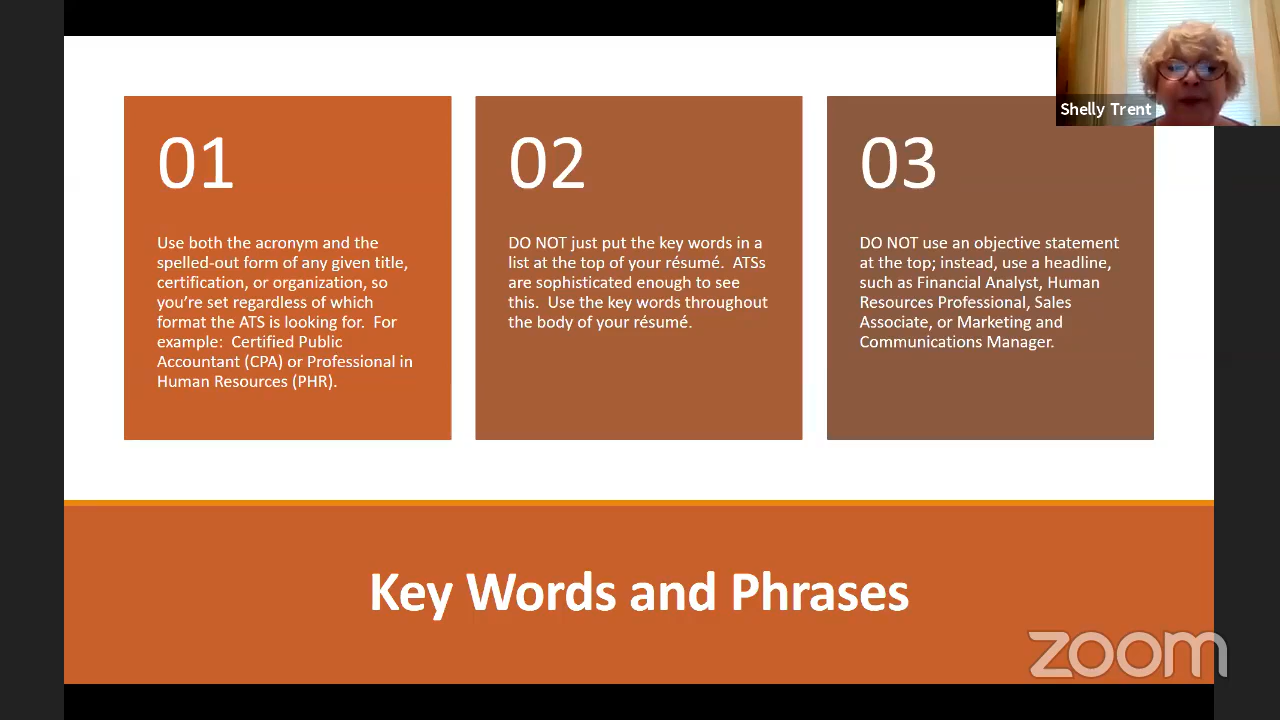 Shelly Trent
01
Use both the acronym and the
spelled-out form of any given title,
certification, or organization, so
you're set regardless of which
format the ATS is looking for.  For
example:  Certified Public
Accountant (CPA) or Professional in
Human Resources (PHR).
02
DO NOT just put the key words in a
list at the top of your résumé.  ATSs
are sophisticated enough to see
this.  Use the key words throughout
the body of your résumé.
03
DO NOT use an objective statement
at the top; instead, use a headline,
such as Financial Analyst, Human
Resources Professional, Sales
Associate, or Marketing and
Communications Manager.
Key Words and Phrases
zoom